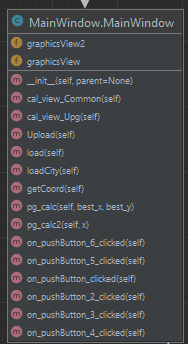 C MainWindow.MainWindow
f graphicsView2
f graphicsView
m __init__(self, parent=None)
m cal_view_Common(self)
m cal_view_Upg(self)
m Upload(self)
m load(self)
m loadCity(self)
m getCoord(self)
m pg_calc(self, best_x, best_y)
m pg_calc2(self, x)
m on_pushButton_6_clicked(self)
m on_pushButton_5_clicked(self)
m on_pushButton_clicked(self)
m on_pushButton_2_clicked(self)
m on_pushButton_3_clicked(self)
m on_pushButton_4_clicked(self)